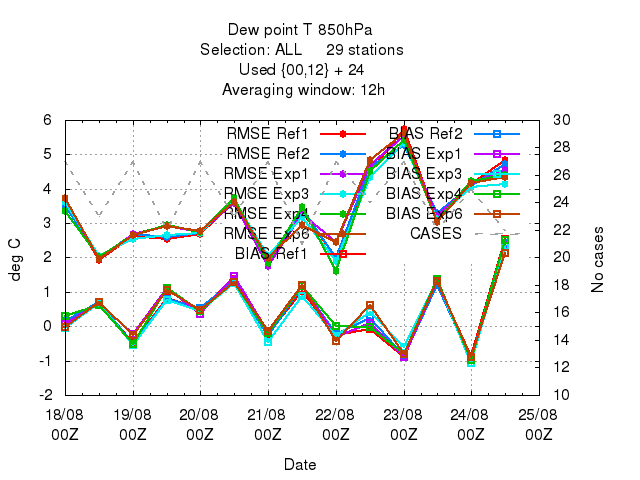 Dew point T 850hPa
Selection: ALL 29 stations
Used {00,12} + 24
Averaging window: 12h
6 30
5 28
4 26
3 24
2 22
1 20
0 18
-1 16
-2 14
12
10
RMSE Ref1 BIAS Ref2
RMSE Ref2 BIAS Exp1
RMSE Exp1 BIAS Exp3
RMSE Exp3 BIAS Exp4
RMSE Exp4 BIAS Exp6
RMSE Exp6 CASES
BIAS Ref1
deg C
No cases
18/08 19/08 20/08 21/08 22/08 23/08 24/08 25/08
00Z 00Z 00Z 00Z 00Z 00Z 00Z 00Z
Date